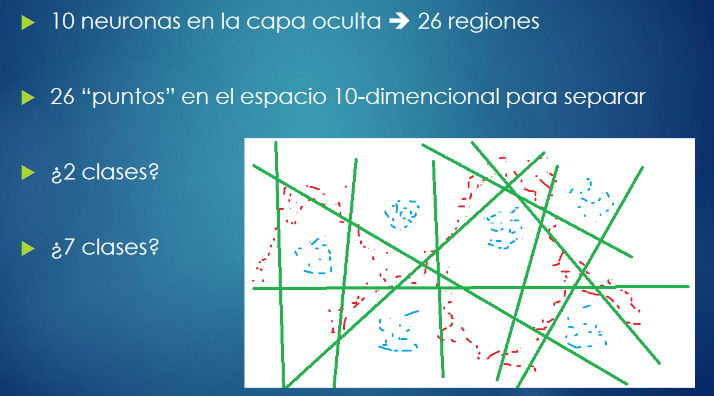 10 neuronas en la capa oculta ➔ 26 regiones
26 “puntos” en el espacio 10-dimencional para separar
¿2 clases?
¿7 clases?